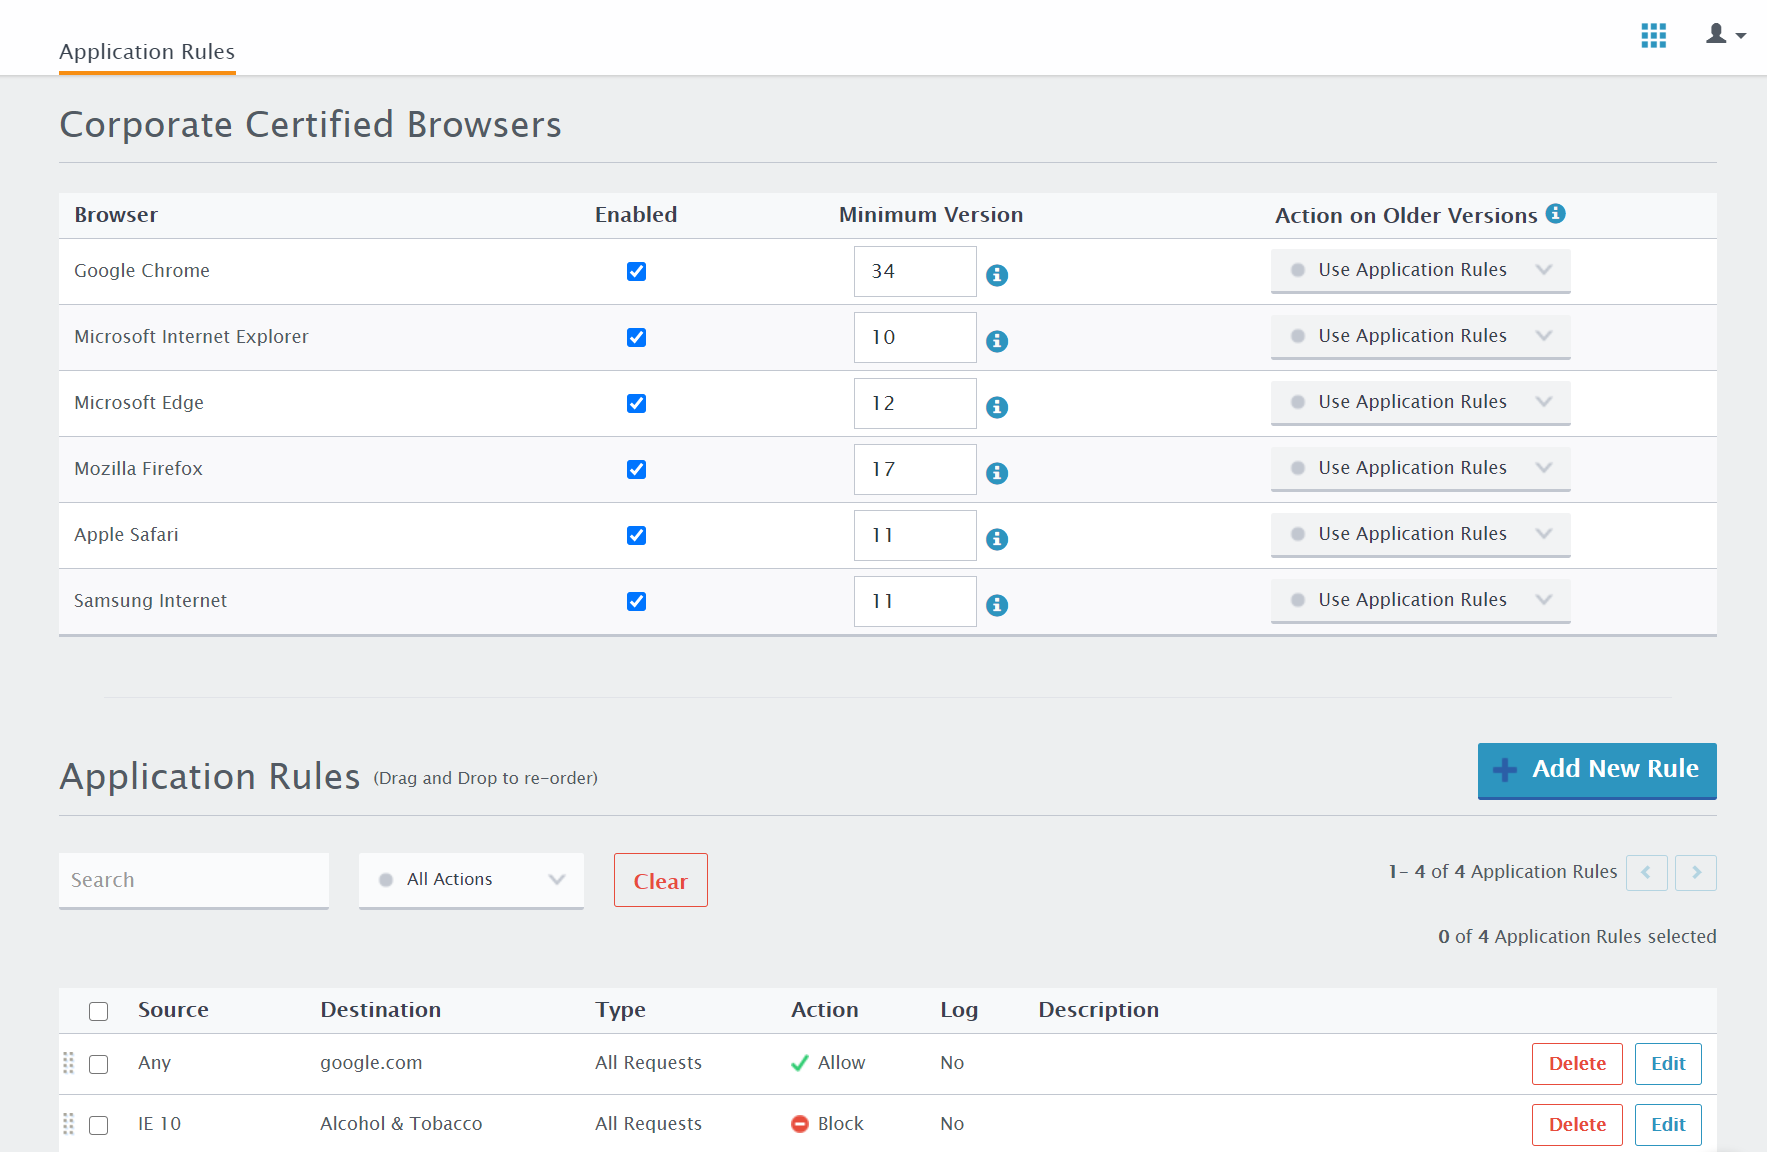 Application Rules
Corporate Certified Browsers
Browser Enabled Minimum Version Action on Older Versions
Google Chrome 34 Use Application Rules
Microsoft Internet Explorer 10 Use Application Rules
Microsoft Edge 12 Use Application Rules
Mozilla Firefox 17 Use Application Rules
Apple Safari 11 Use Application Rules
Samsung Internet 11 Use Application Rules
Application Rules (Drag and Drop to re-order) Add New Rule
Search All Actions Clear 1- 4 of 4 Application Rules
0 of 4 Application Rules selected
Source Destination Type Action Log Description
Any google.com All Requests Allow No Delete Edit
IE 10 Alcohol & Tobacco All Requests Block No Delete Edit